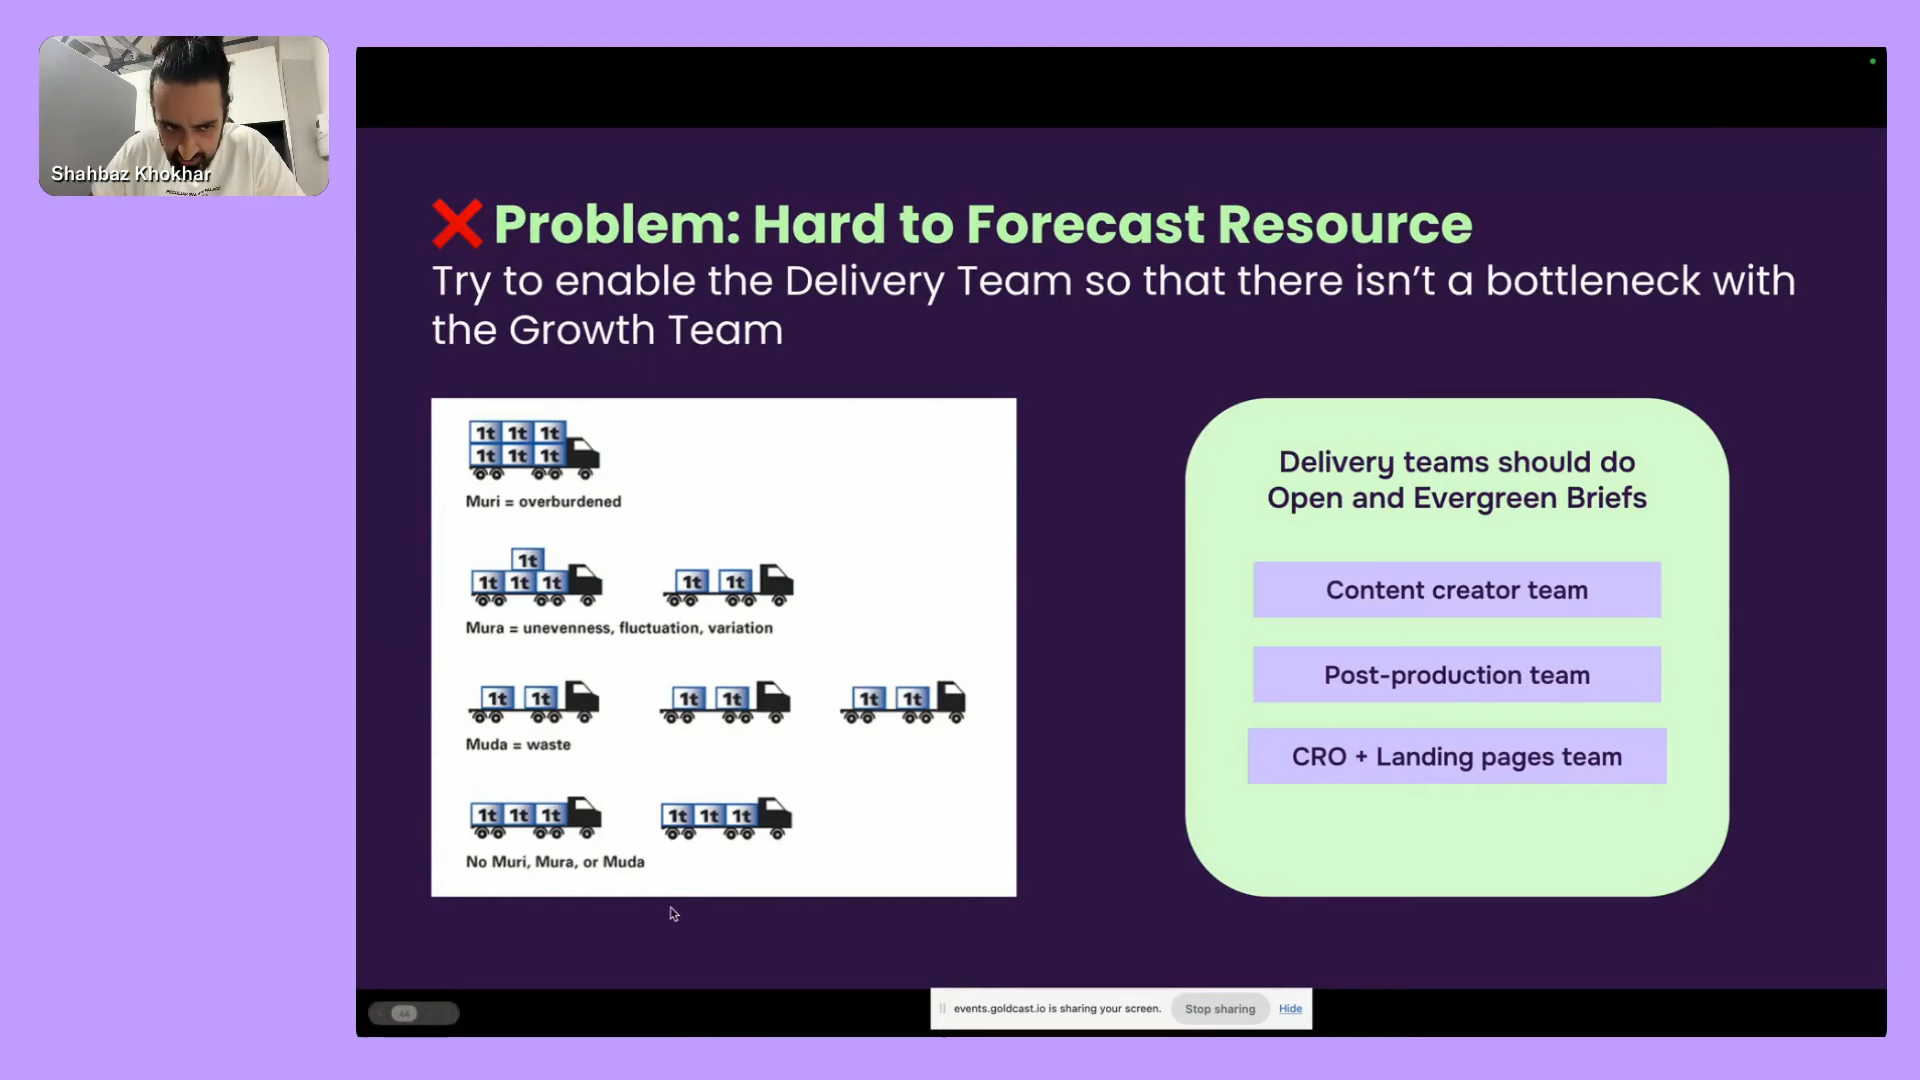 Shahbaz Khokhar
❌ Problem: Hard to Forecast Resource
Try to enable the Delivery Team so that there isn't a bottleneck with
the Growth Team
1t 1t 1t
1t 1t 1t
Muri = overburdened
1t
1t 1t 1t 1t 1t
Mura = unevenness, fluctuation, variation
1t 1t 1t 1t 1t 1t
Muda = waste
1t 1t 1t 1t 1t 1t
No Muri, Mura, or Muda
Delivery teams should do
Open and Evergreen Briefs
Content creator team
Post-production team
CRO + Landing pages team
events.goldcast.io is sharing your screen. Stop sharing Hide